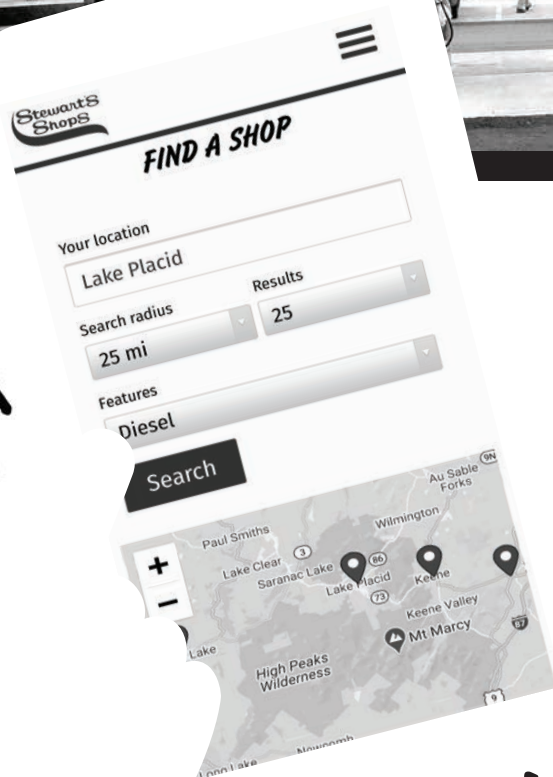 Stewart's
Shops
FIND A SHOP
Your location
Lake Placid
Search radius
Results
25 mi
25
Features
Diesel
Search
9N
Au Sable
Forks
Wilmington
Paul Smiths
+
3
86
Lake Clear
Saranac Lake
Lake Placid
Keene
−
73
Keene Valley
87
Lake
Mt Marcy
High Peaks
Wilderness
9
Newcomb
Long Lake